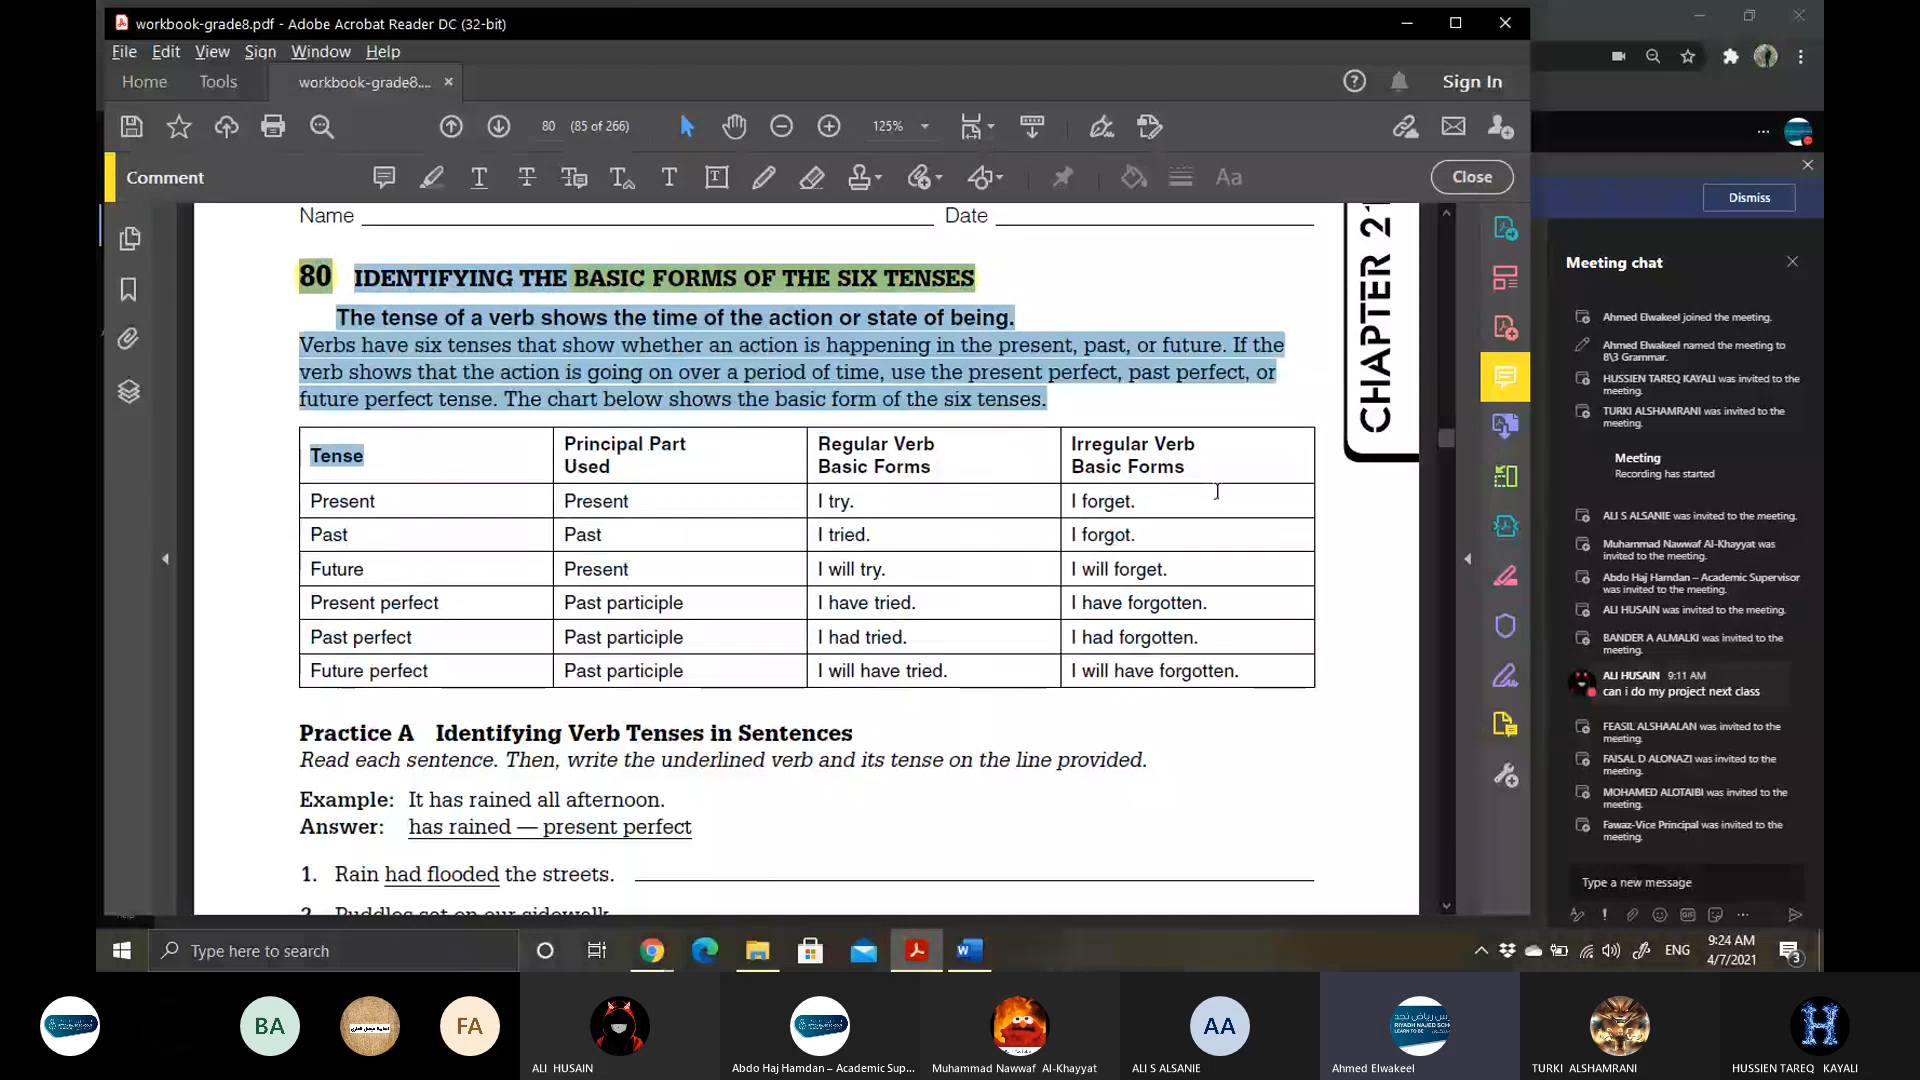 workbook-grade8.pdf - Adobe Acrobat Reader DC (32-bit)
File Edit View Sign Window Help
Home Tools workbook-grade8.... Sign In
80 (85 of 266) 125%
Comment Close
Name Date
CHAPTER 21
80 IDENTIFYING THE BASIC FORMS OF THE SIX TENSES
The tense of a verb shows the time of the action or state of being.
Verbs have six tenses that show whether an action is happening in the present, past, or future. If the
verb shows that the action is going on over a period of time, use the present perfect, past perfect, or
future perfect tense. The chart below shows the basic form of the six tenses.
Tense Principal Part Used Regular Verb Basic Forms Irregular Verb Basic Forms
Present Present I try. I forget.
Past Past I tried. I forgot.
Future Present I will try. I will forget.
Present perfect Past participle I have tried. I have forgotten.
Past perfect Past participle I had tried. I had forgotten.
Future perfect Past participle I will have tried. I will have forgotten.
Practice A Identifying Verb Tenses in Sentences
Read each sentence. Then, write the underlined verb and its tense on the line provided.
Example: It has rained all afternoon.
Answer: has rained — present perfect
1. Rain had flooded the streets.
2. Puddles sat on our sidewalk.
Dismiss
Meeting chat
Ahmed Elwakeel joined the meeting.
Ahmed Elwakeel named the meeting to
8\3 Grammar.
HUSSIEN TAREQ KAYALI was invited to the
meeting.
TURKI ALSHAMRANI was invited to the
meeting.
Meeting
Recording has started
ALI S ALSANIE was invited to the meeting.
Muhammad Nawwaf Al-Khayyat was
invited to the meeting.
Abdo Haj Hamdan – Academic Supervisor
was invited to the meeting.
ALI HUSAIN was invited to the meeting.
BANDER A ALMALKI was invited to the
meeting.
ALI HUSAIN 9:11 AM
can i do my project next class
FEASIL ALSHAALAN was invited to the
meeting.
FAISAL D ALONAZI was invited to the
meeting.
MOHAMED ALOTAIBI was invited to the
meeting.
Fawaz-Vice Principal was invited to the
meeting.
Type a new message
Type here to search
ENG
9:24 AM
4/7/2021
3
BA FA AA
ALI HUSAIN
Abdo Haj Hamdan – Academic Sup...
Muhammad Nawwaf Al-Khayyat
ALI S ALSANIE
Ahmed Elwakeel
TURKI ALSHAMRANI
HUSSIEN TAREQ KAYALI